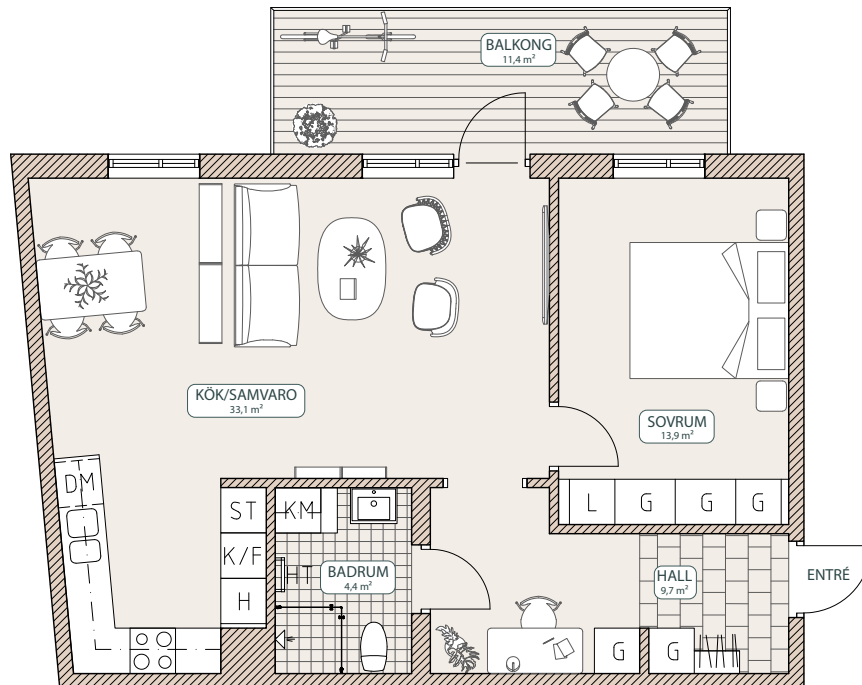 BALKONG
11,4 m²
KÖK/SAMVARO
33,1 m²
SOVRUM
13,9 m²
DM
ST
KM
L
G
G
G
K/F
HT
BADRUM
4,4 m²
HALL
9,7 m²
ENTRÉ
H
G
G